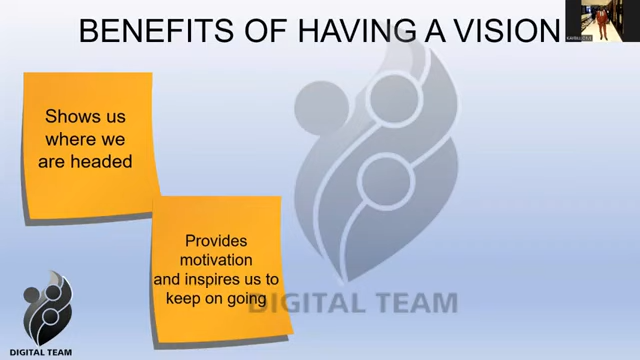 BENEFITS OF HAVING A VISION
Shows us
where we
are headed
Provides
motivation
and inspires us to
keep on going
DIGITAL TEAM
DIGITAL TEAM